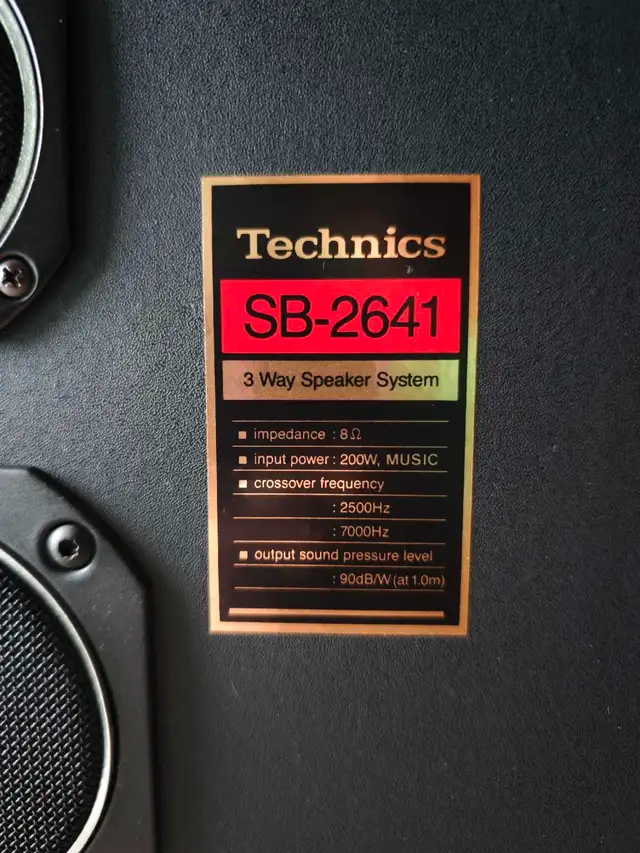 Technics
SB-2641
3 Way Speaker System
impedance : 8Ω
input power : 200W, MUSIC
crossover frequency
: 2500Hz
: 7000Hz
output sound pressure level
: 90dB/W (at 1.0m)